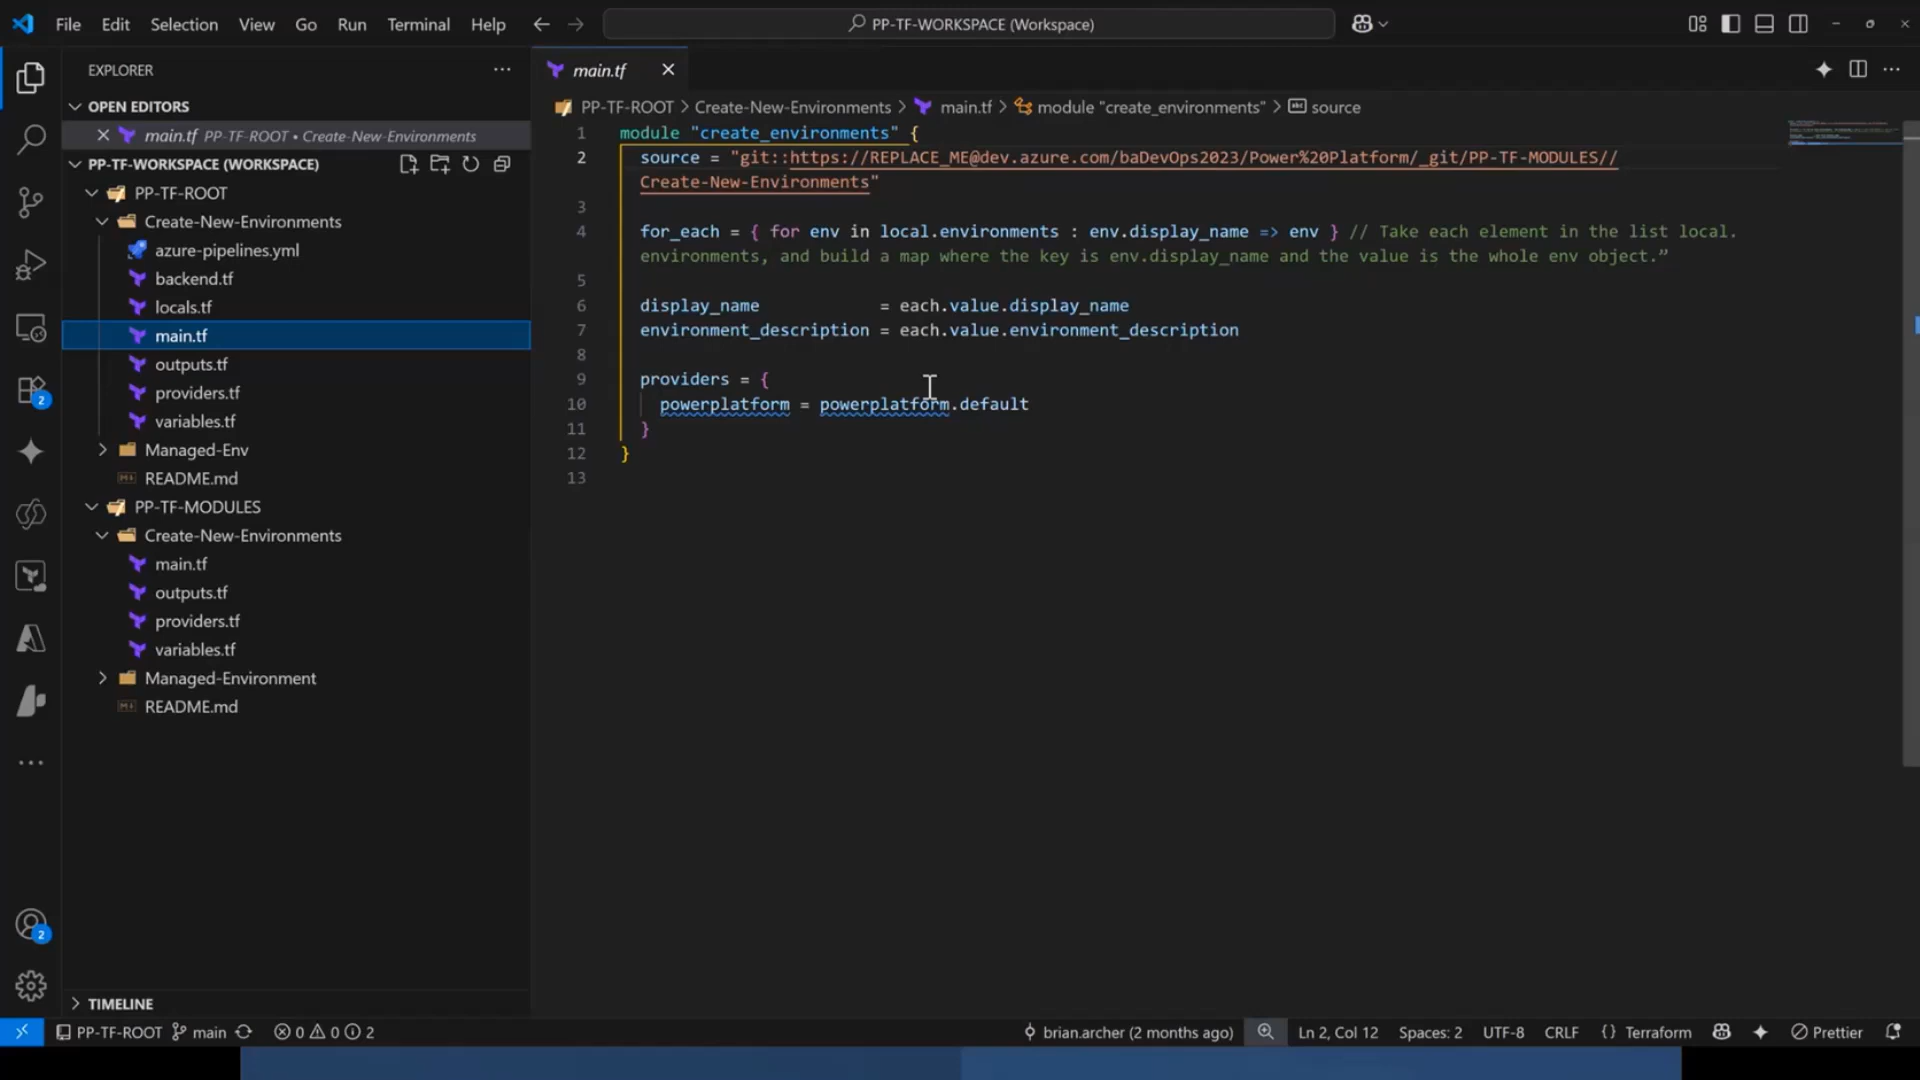 File Edit Selection View Go Run Terminal Help
PP-TF-WORKSPACE (Workspace)
EXPLORER
OPEN EDITORS
main.tf PP-TF-ROOT • Create-New-Environments
PP-TF-WORKSPACE (WORKSPACE)
PP-TF-ROOT
Create-New-Environments
azure-pipelines.yml
backend.tf
locals.tf
main.tf
outputs.tf
providers.tf
variables.tf
Managed-Env
README.md
PP-TF-MODULES
Create-New-Environments
main.tf
outputs.tf
providers.tf
variables.tf
Managed-Environment
README.md
TIMELINE
2
2
main.tf
PP-TF-ROOT > Create-New-Environments > main.tf > module "create_environments" > abc source
1 module "create_environments" {
2 source = "git::https://REPLACE_ME@dev.azure.com/baDevOps2023/Power%20Platform/_git/PP-TF-MODULES//
Create-New-Environments"
3
4 for_each = { for env in local.environments : env.display_name => env } // Take each element in the list local.
environments, and build a map where the key is env.display_name and the value is the whole env object.”
5
6 display_name = each.value.display_name
7 environment_description = each.value.environment_description
8
9 providers = {
10 powerplatform = powerplatform.default
11 }
12 }
13
PP-TF-ROOT main 0 0 2 brian.archer (2 months ago) Ln 2, Col 12 Spaces: 2 UTF-8 CRLF {} Terraform Prettier